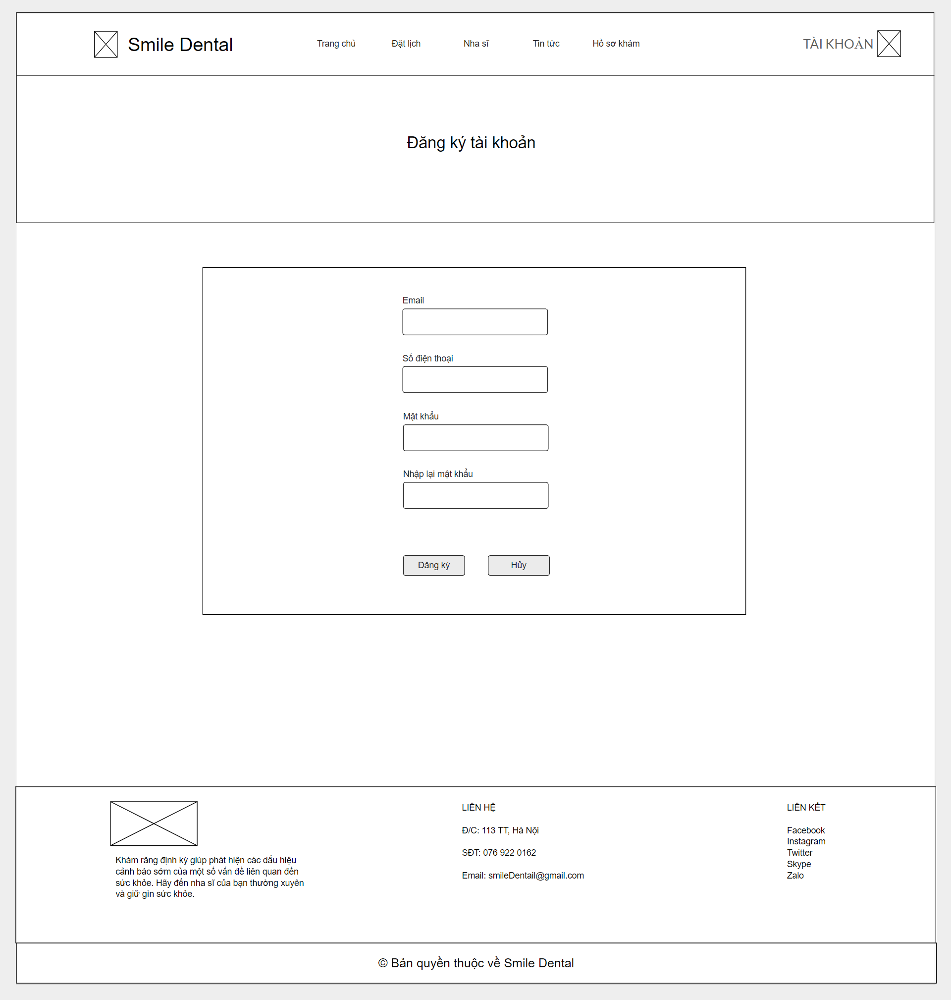 Smile Dental
Trang chủ
Đặt lịch
Nha sĩ
Tin tức
Hồ sơ khám
TÀI KHOẢN
Đăng ký tài khoản
Email
Số điện thoại
Mật khẩu
Nhập lại mật khẩu
Đăng ký
Hủy
Khám răng định kỳ giúp phát hiện các dấu hiệu
cảnh báo sớm của một số vấn đề liên quan đến
sức khỏe. Hãy đến nha sĩ của bạn thường xuyên
và giữ gìn sức khỏe.
LIÊN HỆ
Đ/C: 113 TT, Hà Nội
SĐT: 076 922 0162
Email: smileDentail@gmail.com
LIÊN KẾT
Facebook
Instagram
Twitter
Skype
Zalo
© Bản quyền thuộc về Smile Dental